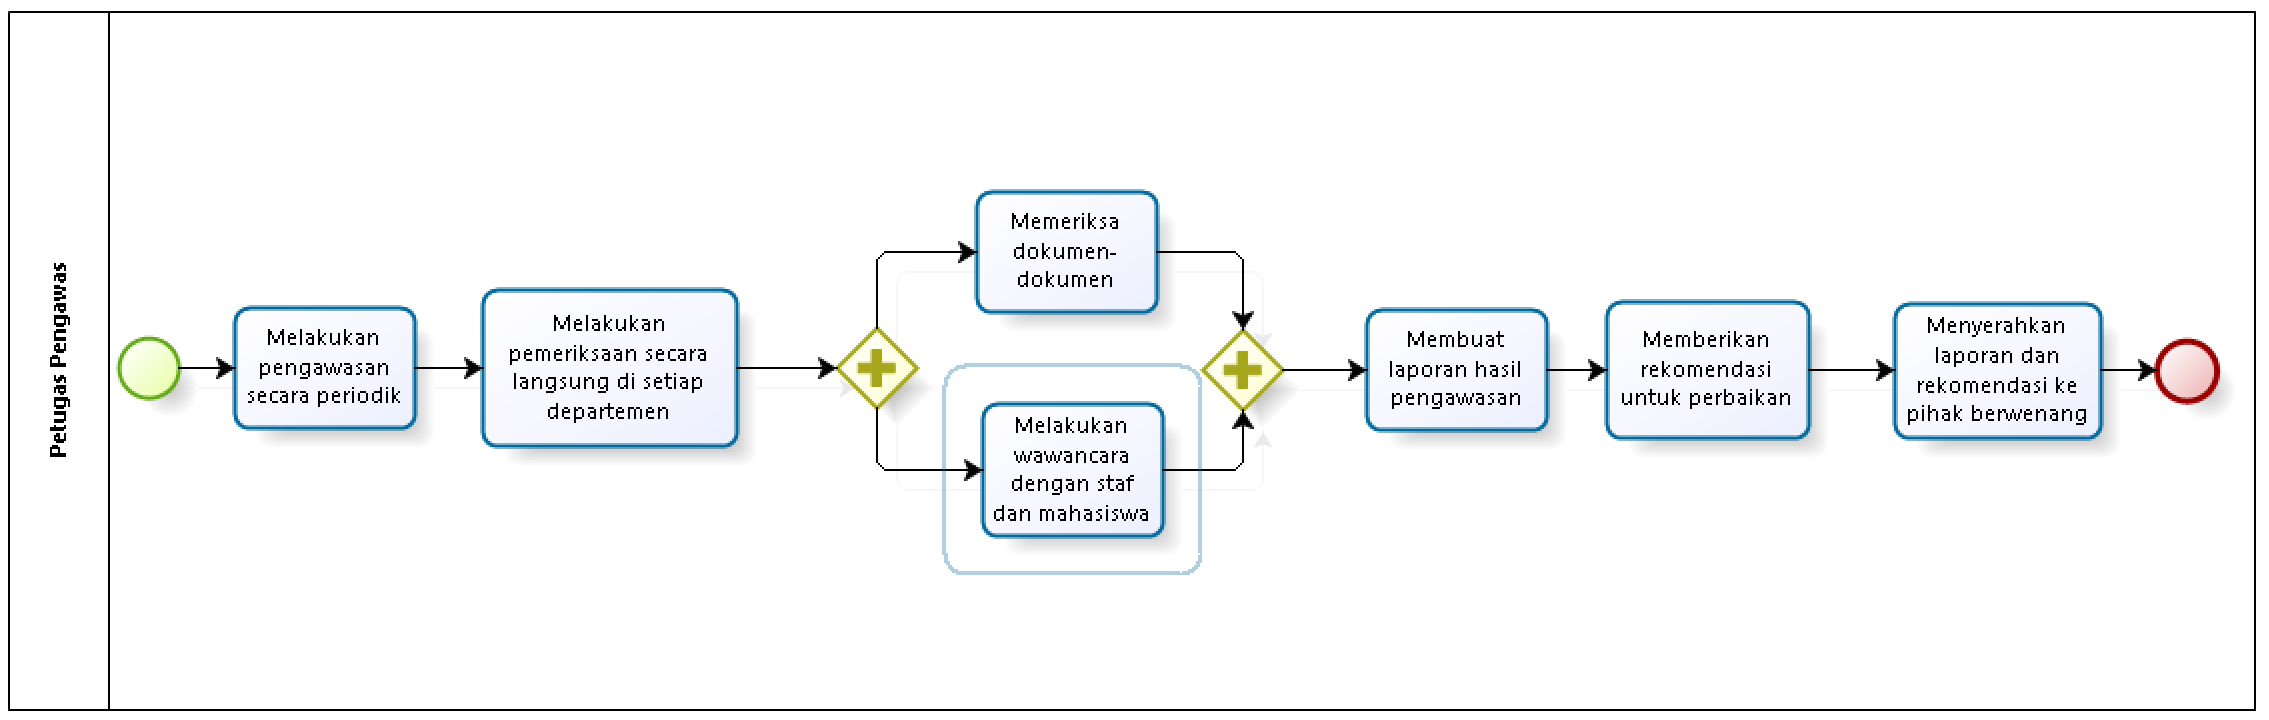 Petugas Pengawas
Melakukan
pengawasan
secara periodik
Melakukan
pemeriksaan secara
langsung di setiap
departemen
Memeriksa
dokumen-
dokumen
Melakukan
wawancara
dengan staf
dan mahasiswa
Membuat
laporan hasil
pengawasan
Memberikan
rekomendasi
untuk perbaikan
Menyerahkan
laporan dan
rekomendasi ke
pihak berwenang